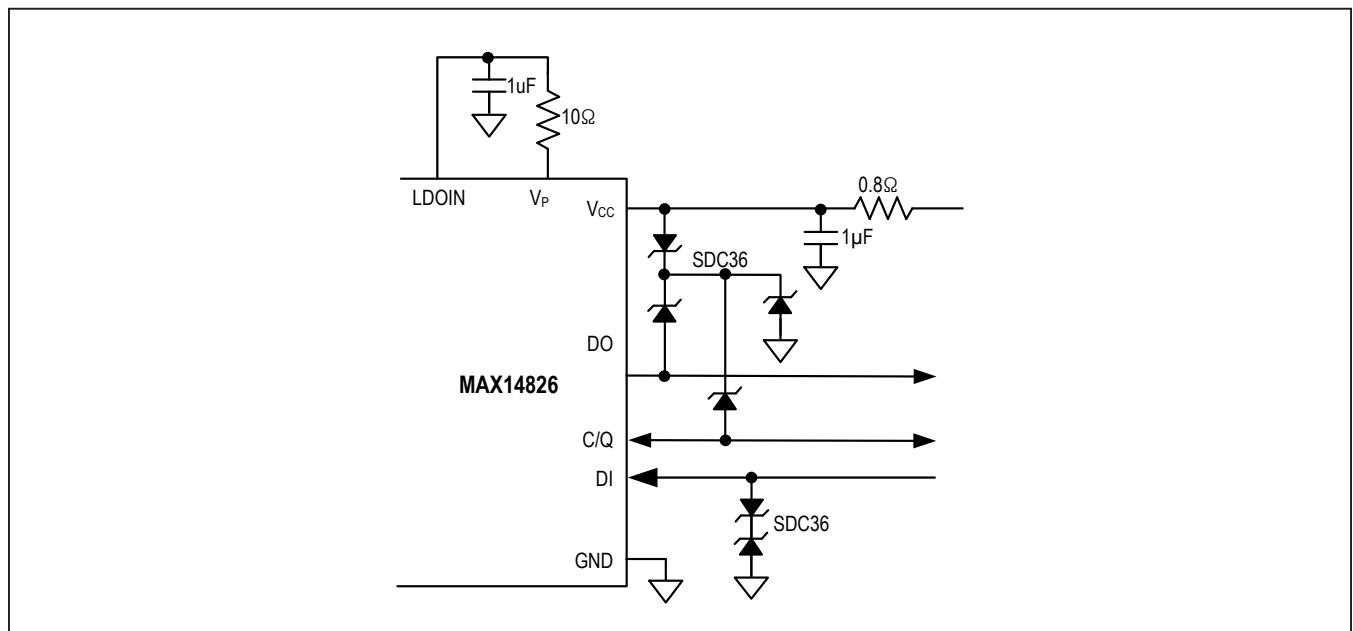 1uF
10Ω
LDOIN
VP
VCC
0.8Ω
1µF
SDC36
DO
MAX14826
C/Q
DI
SDC36
GND